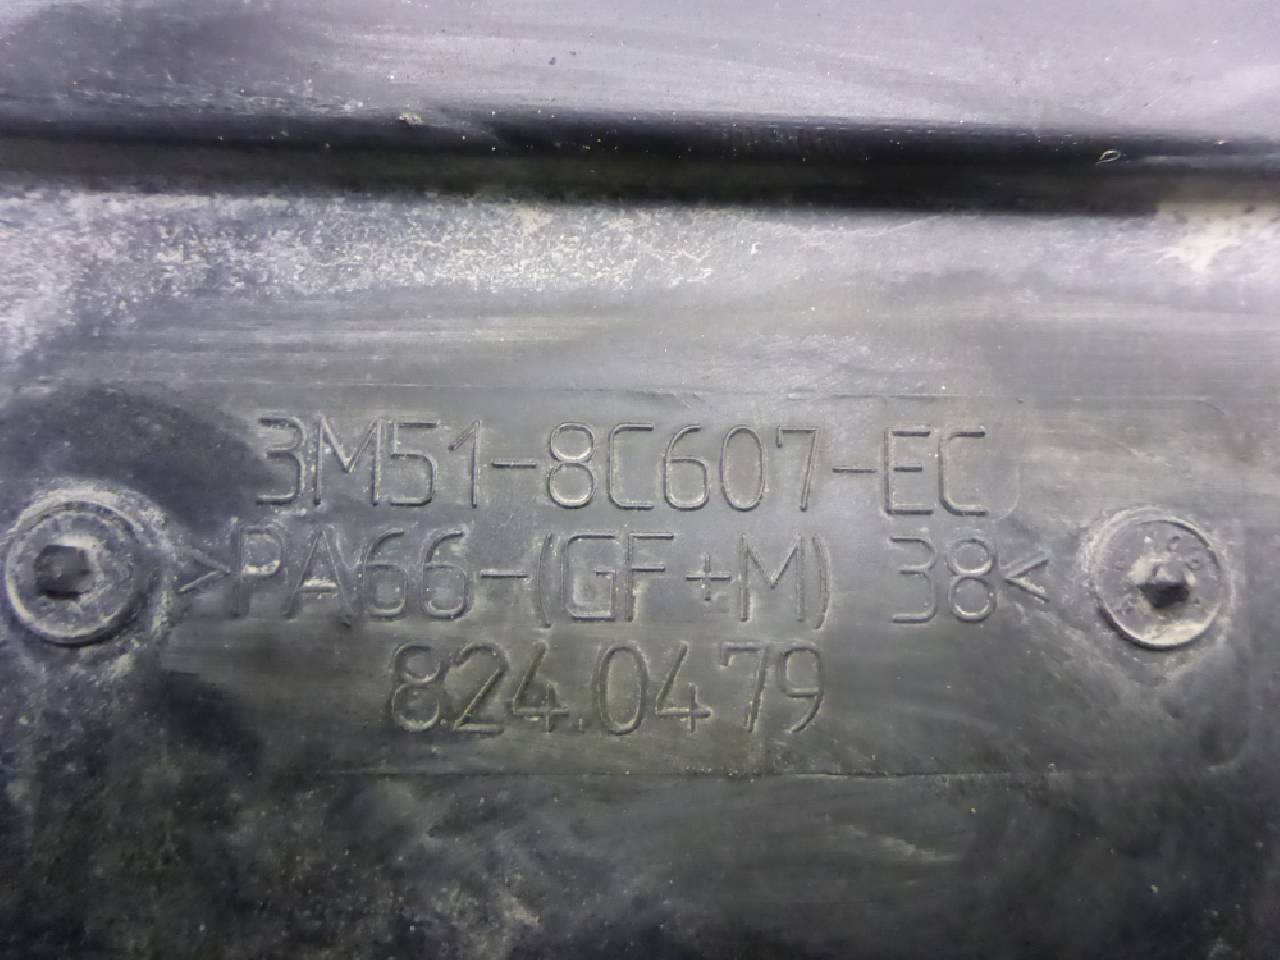 3M51-8C607-EC
>PA66-(GF+M) 38<
824.0479